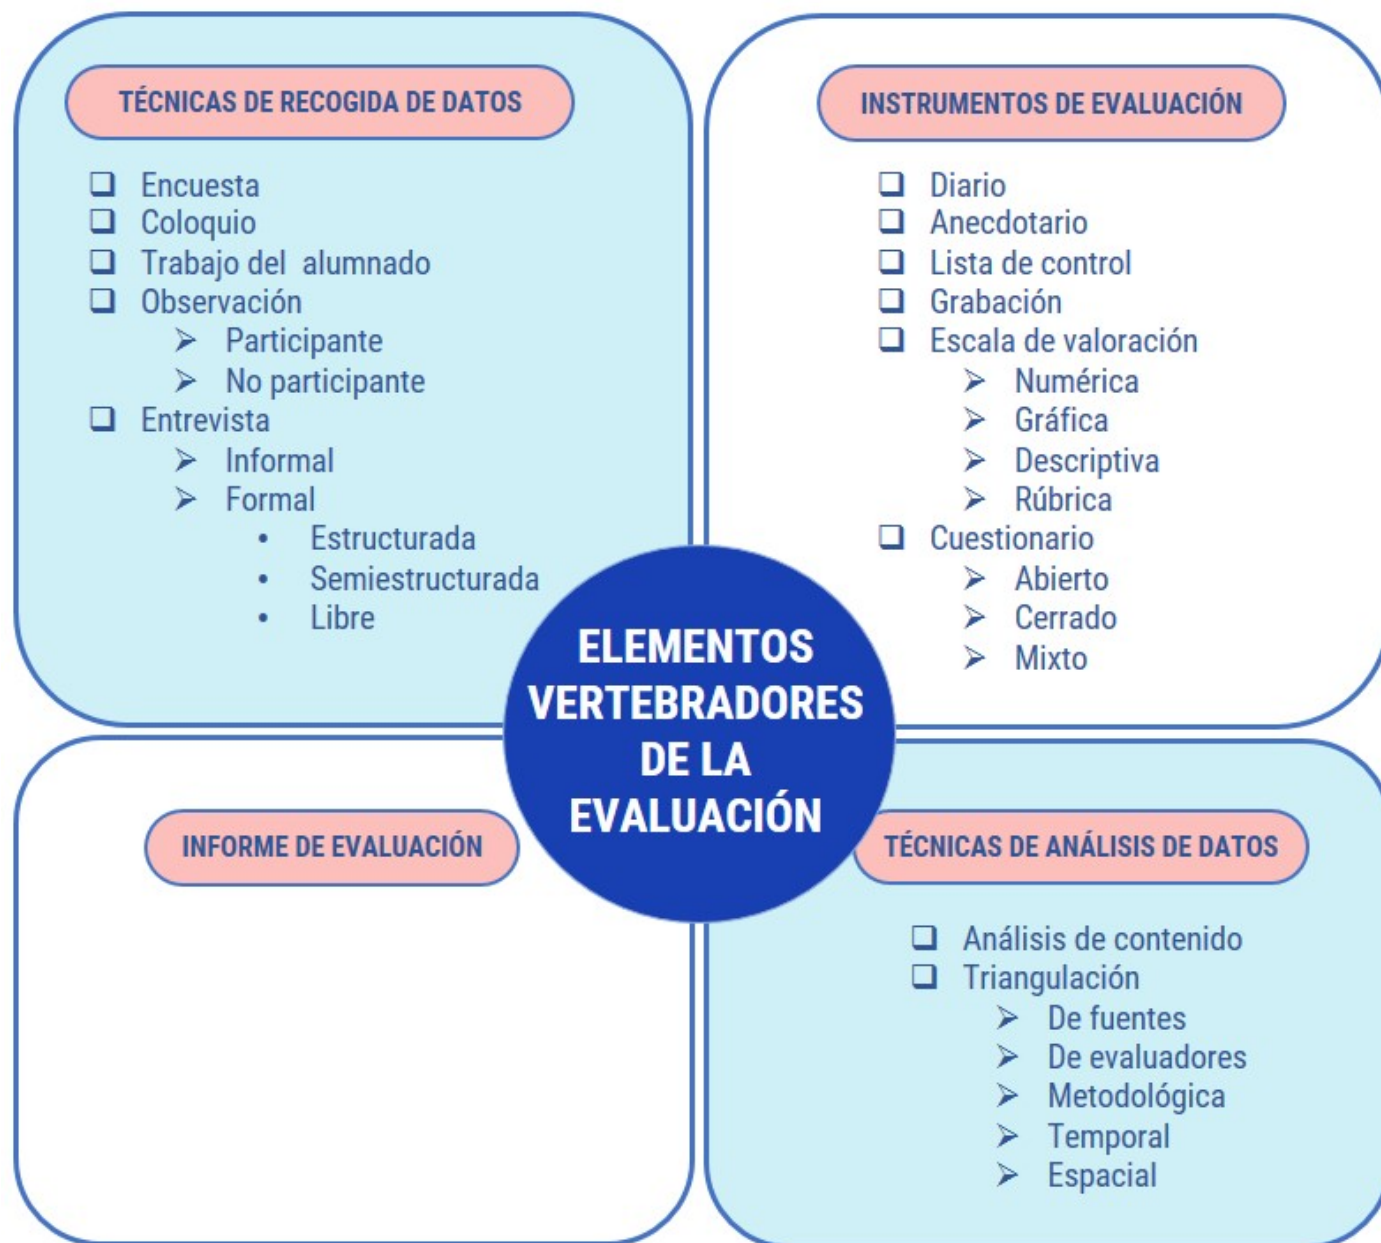 TÉCNICAS DE RECOGIDA DE DATOS
Encuesta
Coloquio
Trabajo del alumnado
Observación
Participante
No participante
Entrevista
Informal
Formal
Estructurada
Semiestructurada
Libre
INSTRUMENTOS DE EVALUACIÓN
Diario
Anecdotario
Lista de control
Grabación
Escala de valoración
Numérica
Gráfica
Descriptiva
Rúbrica
Cuestionario
Abierto
Cerrado
Mixto
ELEMENTOS
VERTEBRADORES
DE LA
EVALUACIÓN
INFORME DE EVALUACIÓN
TÉCNICAS DE ANÁLISIS DE DATOS
Análisis de contenido
Triangulación
De fuentes
De evaluadores
Metodológica
Temporal
Espacial